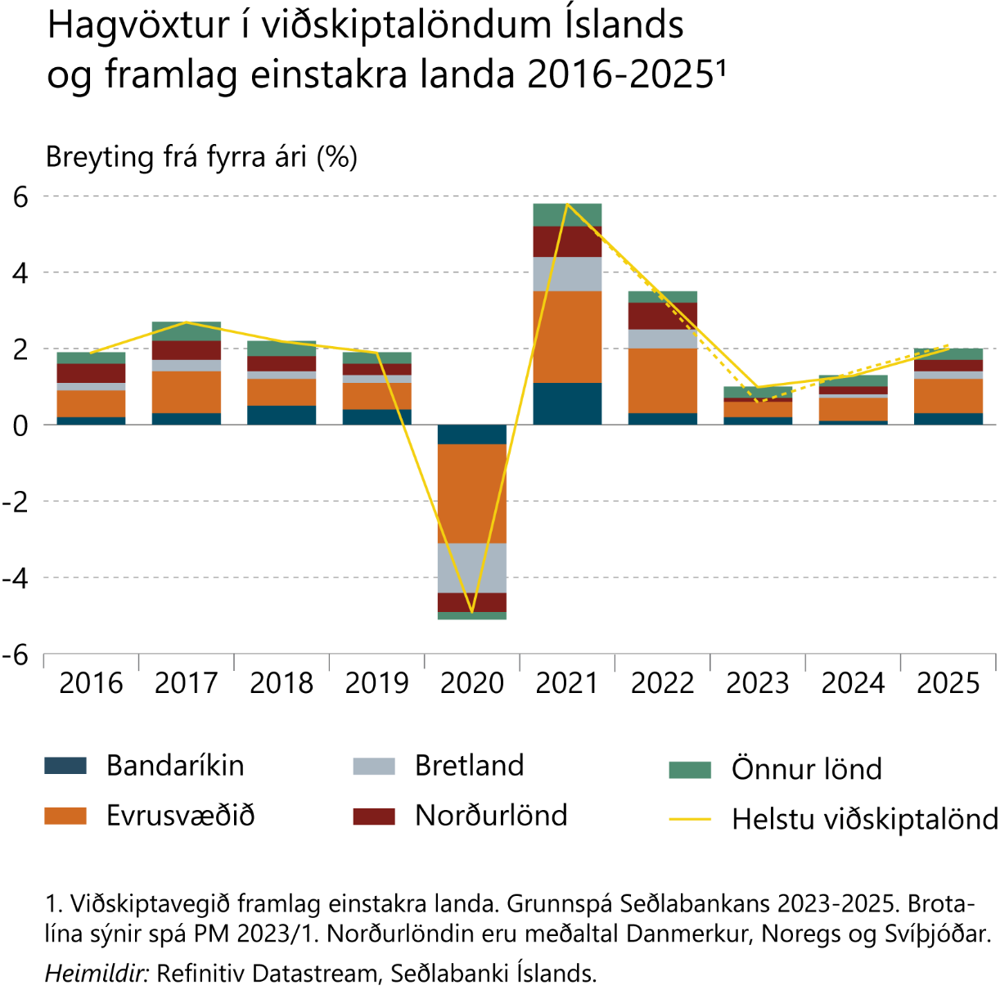 Hagvöxtur í viðskiptalöndum Íslands
og framlag einstakra landa 2016-2025¹
Breyting frá fyrra ári (%)
6
4
2
0
-2
-4
-6
2016 2017 2018 2019 2020 2021 2022 2023 2024 2025
Bandaríkin Bretland Önnur lönd
Evrusvæðið Norðurlönd Helstu viðskiptalönd
1. Viðskiptavegið framlag einstakra landa. Grunnspá Seðlabankans 2023-2025. Brota-
lína sýnir spá PM 2023/1. Norðurlöndin eru meðaltal Danmerkur, Noregs og Svíþjóðar.
Heimildir: Refinitiv Datastream, Seðlabanki Íslands.